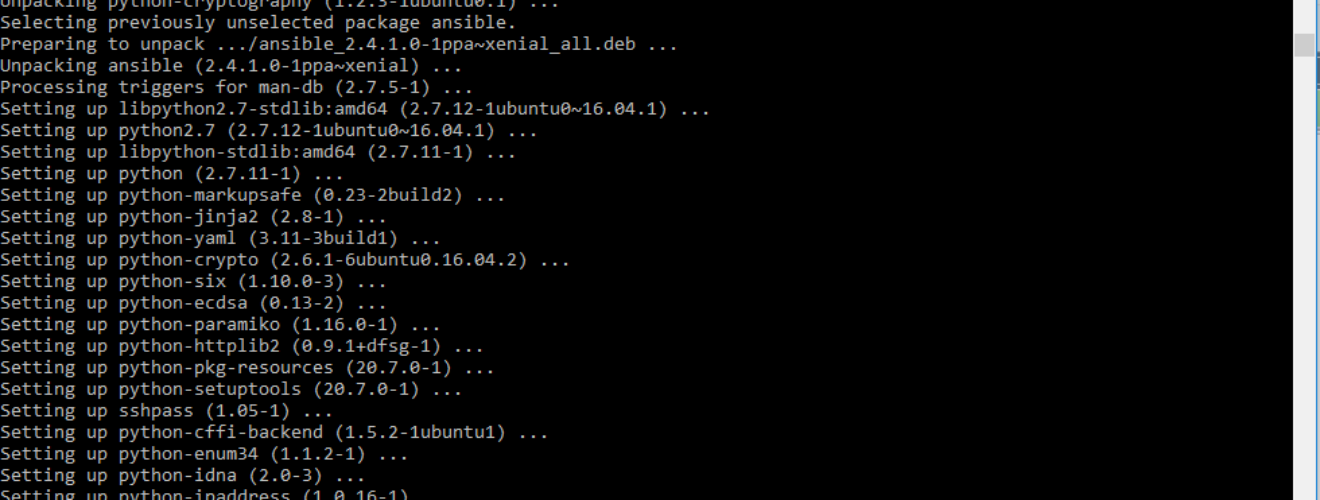 Unpacking python-cryptography (1.2.3-1ubuntu0.1) ...
Selecting previously unselected package ansible.
Preparing to unpack .../ansible_2.4.1.0-1ppa~xenial_all.deb ...
Unpacking ansible (2.4.1.0-1ppa~xenial) ...
Processing triggers for man-db (2.7.5-1) ...
Setting up libpython2.7-stdlib:amd64 (2.7.12-1ubuntu0~16.04.1) ...
Setting up python2.7 (2.7.12-1ubuntu0~16.04.1) ...
Setting up libpython-stdlib:amd64 (2.7.11-1) ...
Setting up python (2.7.11-1) ...
Setting up python-markupsafe (0.23-2build2) ...
Setting up python-jinja2 (2.8-1) ...
Setting up python-yaml (3.11-3build1) ...
Setting up python-crypto (2.6.1-6ubuntu0.16.04.2) ...
Setting up python-six (1.10.0-3) ...
Setting up python-ecdsa (0.13-2) ...
Setting up python-paramiko (1.16.0-1) ...
Setting up python-httplib2 (0.9.1+dfsg-1) ...
Setting up python-pkg-resources (20.7.0-1) ...
Setting up python-setuptools (20.7.0-1) ...
Setting up sshpass (1.05-1) ...
Setting up python-cffi-backend (1.5.2-1ubuntu1) ...
Setting up python-enum34 (1.1.2-1) ...
Setting up python-idna (2.0-3) ...
Setting up python-ipaddress (1.0.16-1)